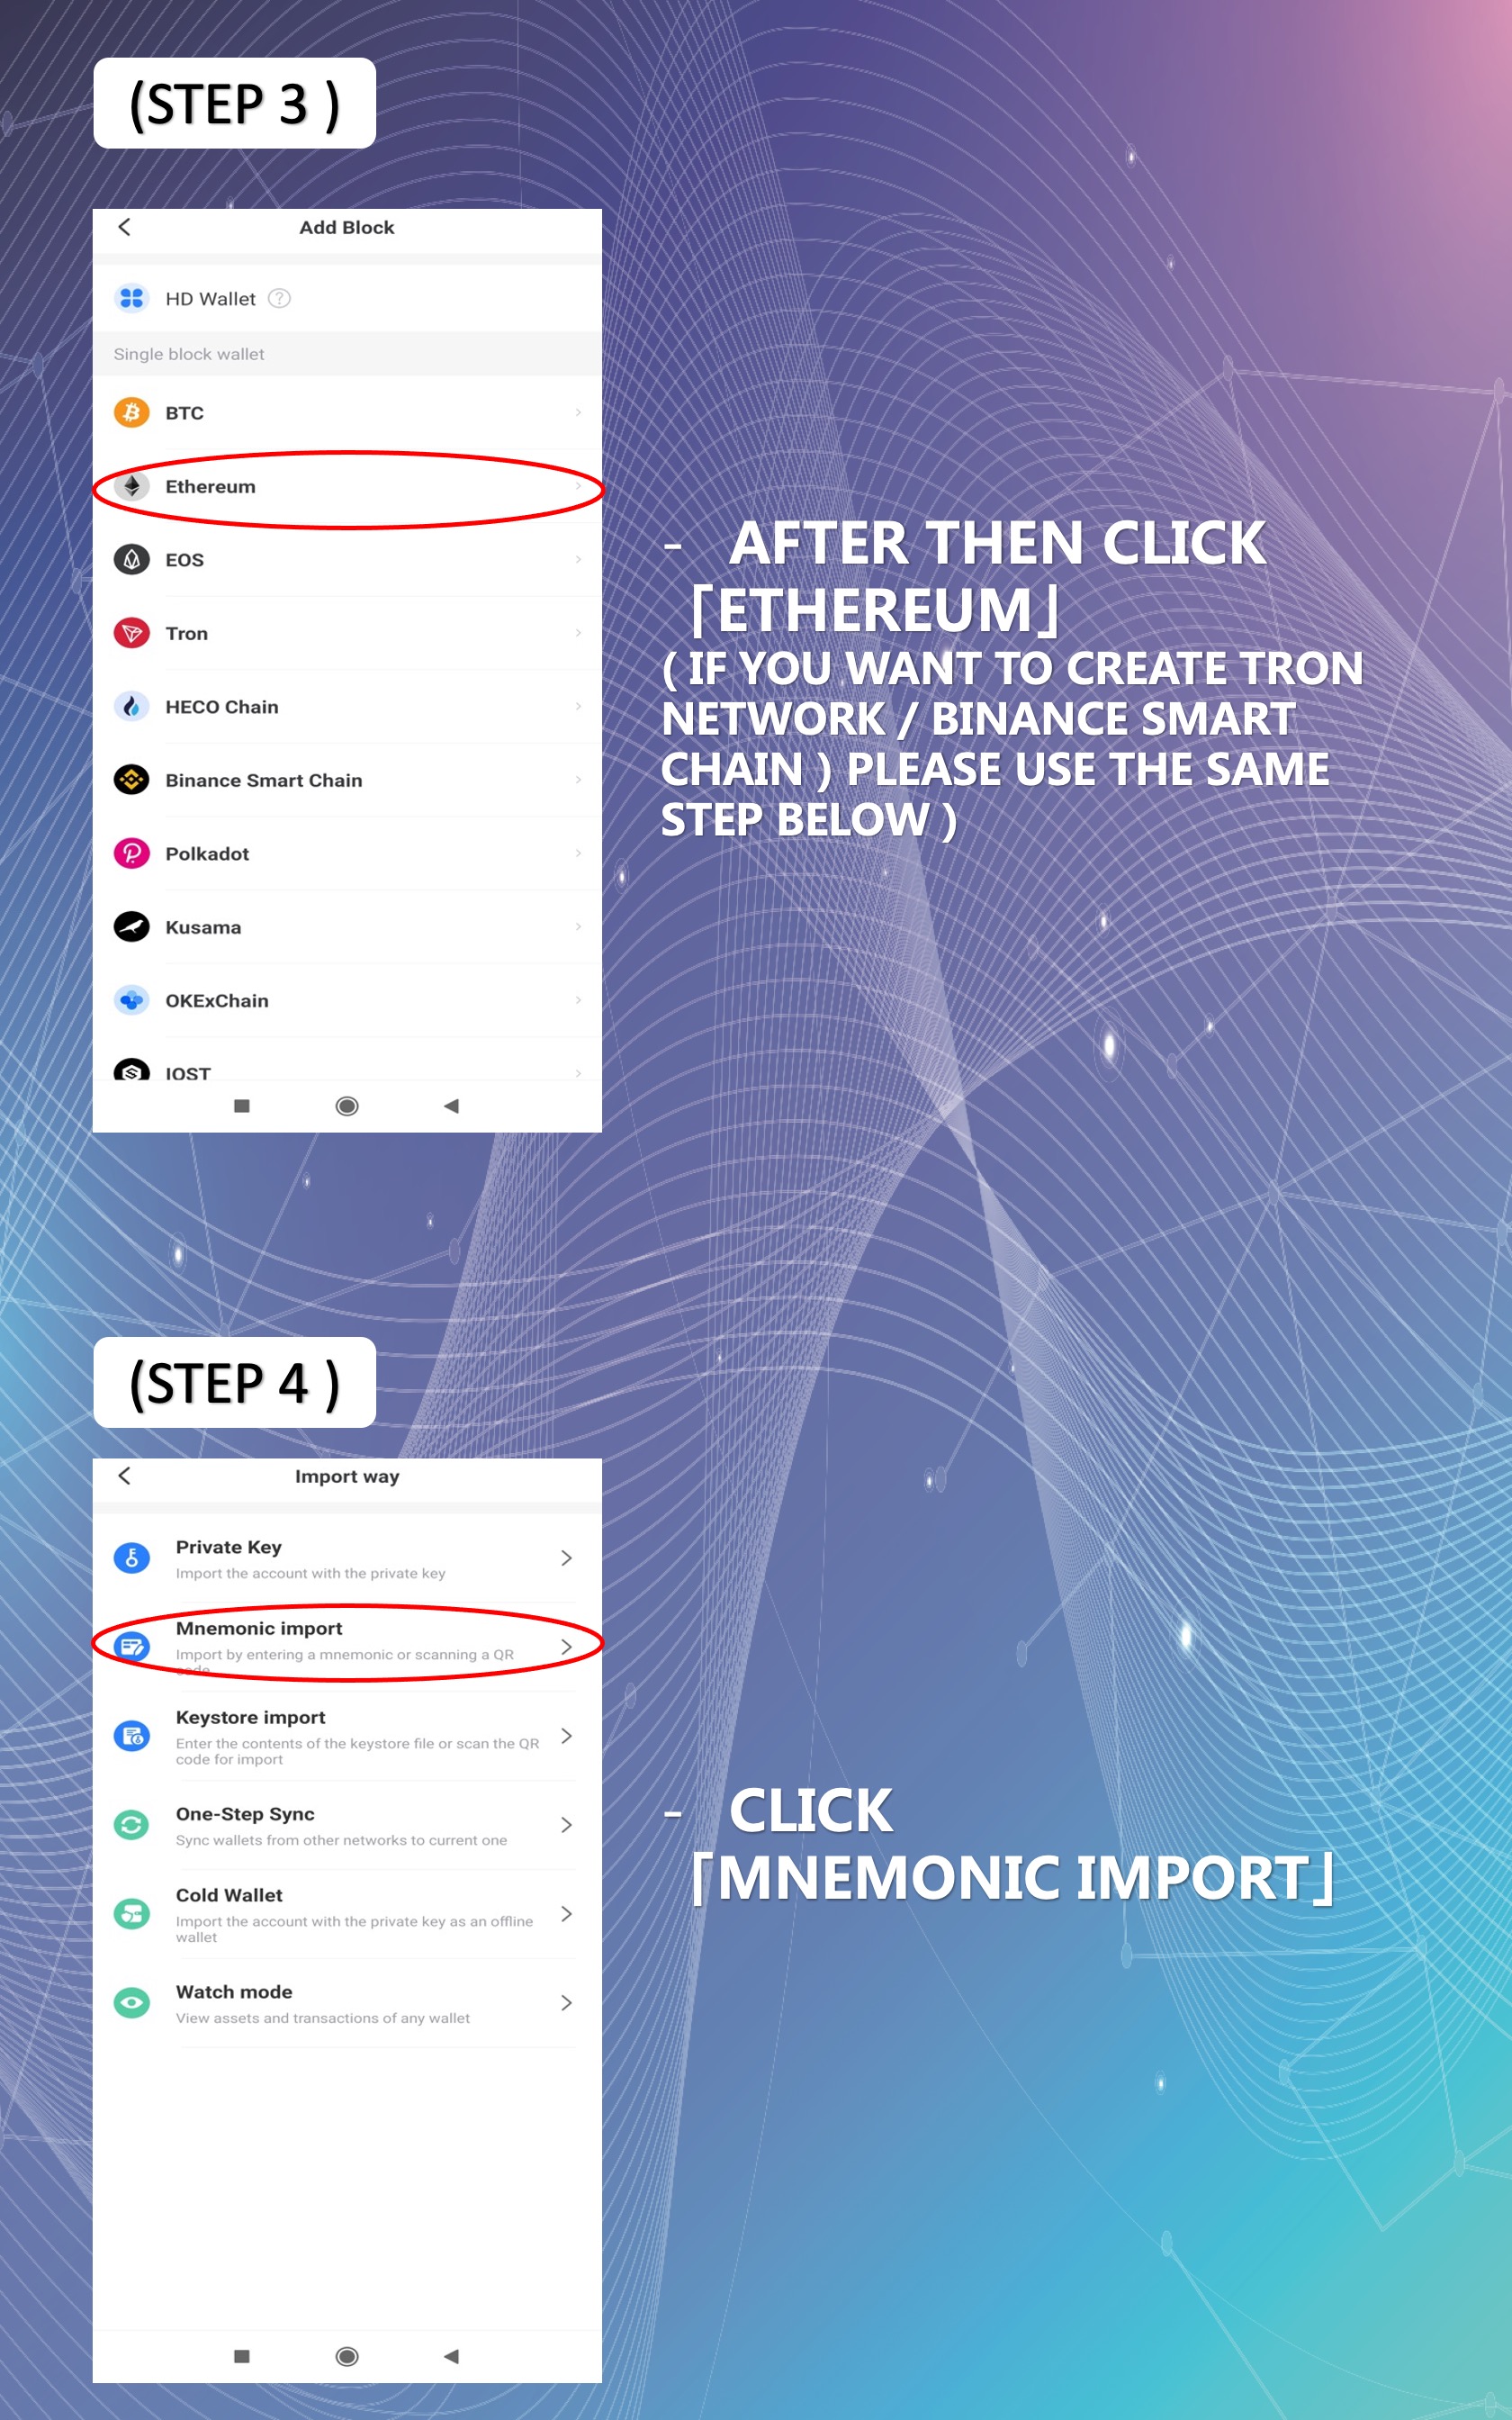 (STEP 3 )
Add Block
HD Wallet ?
Single block wallet
BTC
Ethereum
EOS
Tron
HECO Chain
Binance Smart Chain
Polkadot
Kusama
OKExChain
IOST
- AFTER THEN CLICK
「ETHEREUM」
( IF YOU WANT TO CREATE TRON
NETWORK / BINANCE SMART
CHAIN ) PLEASE USE THE SAME
STEP BELOW )
(STEP 4 )
Import way
Private Key
Import the account with the private key
Mnemonic import
Import by entering a mnemonic or scanning a QR
code
Keystore import
Enter the contents of the keystore file or scan the QR
code for import
One-Step Sync
Sync wallets from other networks to current one
Cold Wallet
Import the account with the private key as an offline
wallet
Watch mode
View assets and transactions of any wallet
- CLICK
「MNEMONIC IMPORT」